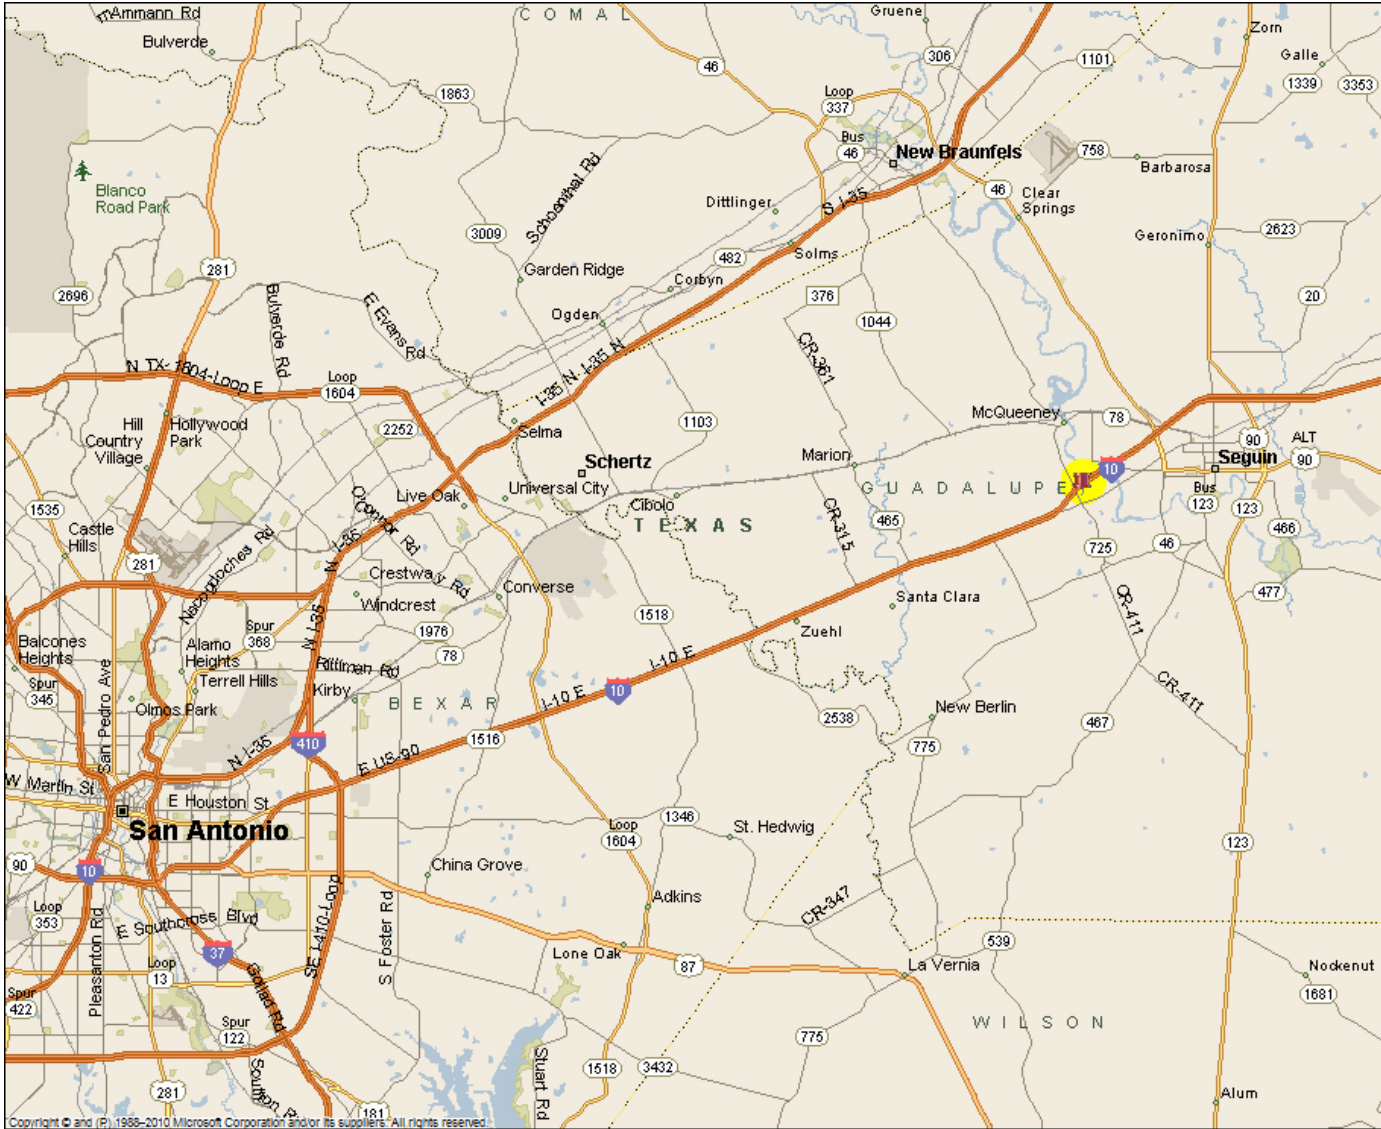 Ammann Rd
COMAL
Gruene
Zorn
Bulverde
306
1101
Galle
46
1339
3353
1863
Loop
337
Bus
46
New Braunfels
758
Barbarosa
Blanco
Road Park
Schoenthal Rd
Dittlinger
S I-35
46
Clear
Springs
3009
2623
Geronimo
281
482
Solms
Garden Ridge
Corbyn
376
20
2696
Bulverde Rd
E Evans Rd
Ogden
1044
I-35 N
I-35 N
CR-361
N TX-1604-Loop E
Loop
1604
McQueeney
78
Hill
Country
Village
Hollywood
Park
2252
Selma
1103
90
ALT
90
Schertz
Marion
10
Seguin
Live Oak
Universal City
Cibolo
GUADALUPE
Bus
123
123
1535
O'Connor Rd
TEXAS
CR-315
465
466
Castle
Hills
281
Nacogdoches Rd
N I-35
725
46
Crestway Rd
Converse
477
Windcrest
Santa Clara
CR-411
N I-35
1518
Balcones
Heights
Spur
368
1976
Zuehl
Alamo
Heights
78
Rittiman Rd
I-10 E
Spur
345
San Pedro Ave
Terrell Hills
Kirby
10
CR-411
Olmos Park
BEXAR
I-10 E
2538
New Berlin
467
N I-35
410
1516
775
E US-90
W Martin St
E Houston St
San Antonio
Loop
1604
1346
St. Hedwig
123
90
10
China Grove
Adkins
CR-347
Loop
353
Pleasanton Rd
E Southcross Blvd
SE I-410-Loop
S Foster Rd
37
Lone Oak
539
87
La Vernia
Loop
13
Goliad Rd
Nockenut
Spur
422
1681
Spur
122
WILSON
775
Stuart Rd
1518
3432
281
Southton R
181
Alum
Copyright © and (P) 1988–2010 Microsoft Corporation and/or its suppliers. All rights reserved.